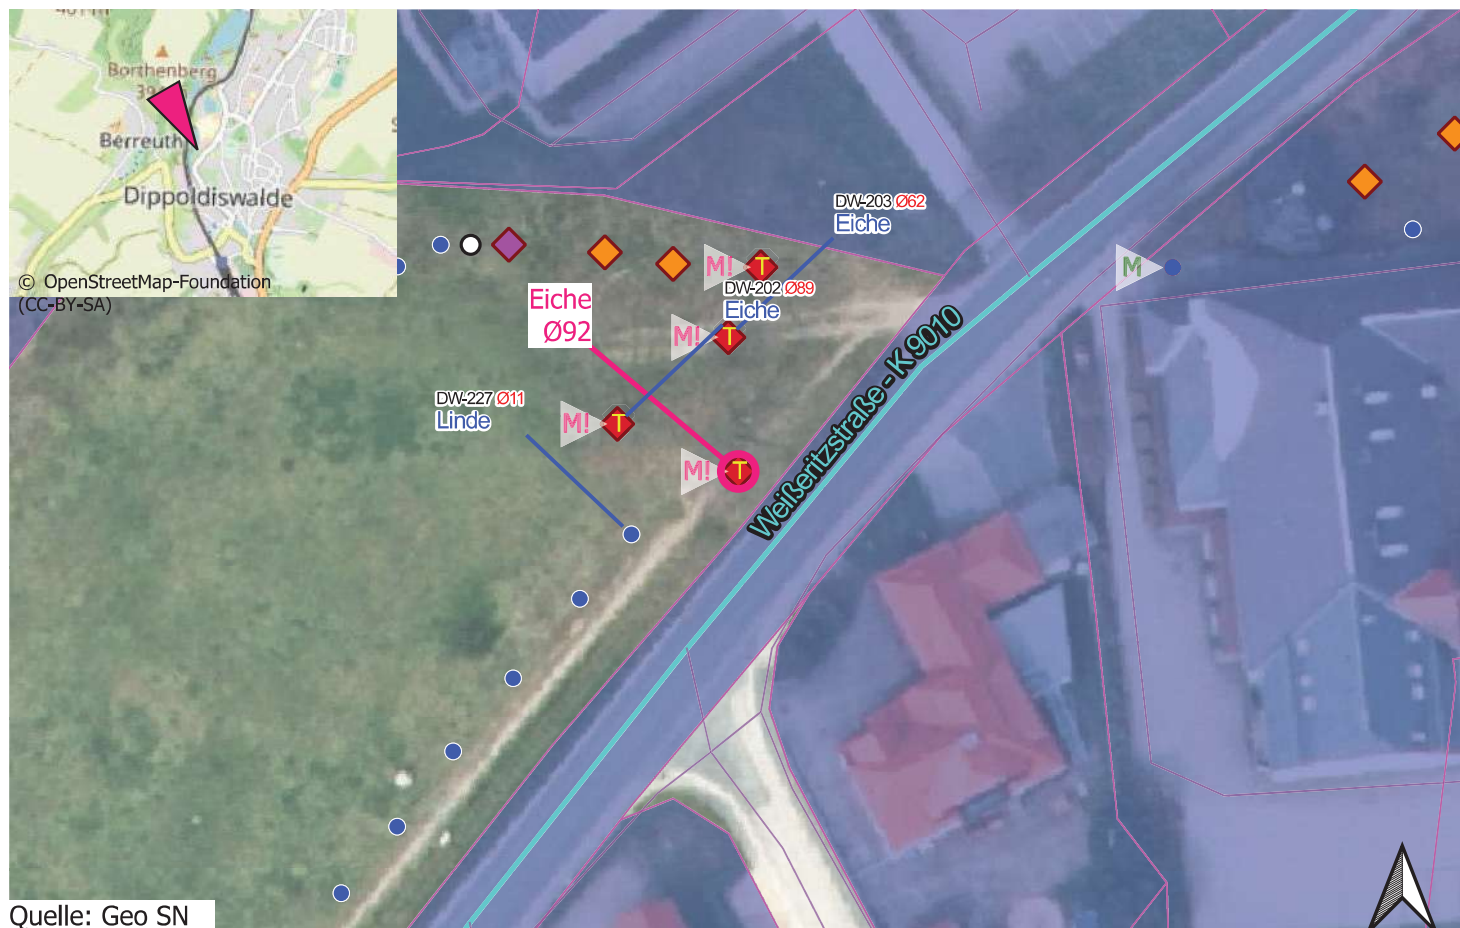 Borthenberg
Berreuth
Dippoldiswalde
© OpenStreetMap-Foundation
(CC-BY-SA)
DW-203 Ø62
Eiche
M! T
DW-202 Ø89
Eiche
M! T
Eiche
Ø92
DW-227 Ø11
Linde
M! T
M! T
M
Weißeritzstraße - K 9010
Quelle: Geo SN